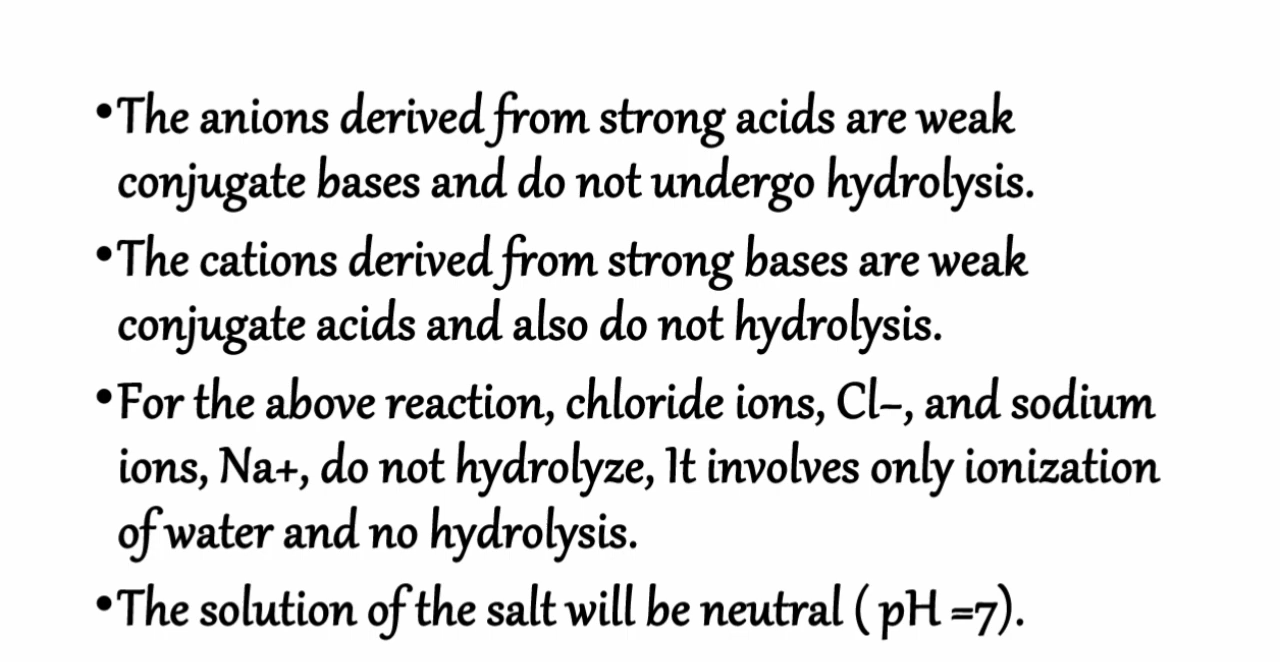 •The anions derived from strong acids are weak
conjugate bases and do not undergo hydrolysis.
•The cations derived from strong bases are weak
conjugate acids and also do not hydrolysis.
•For the above reaction, chloride ions, Cl–, and sodium
ions, Na+, do not hydrolyze, It involves only ionization
of water and no hydrolysis.
•The solution of the salt will be neutral ( pH =7).